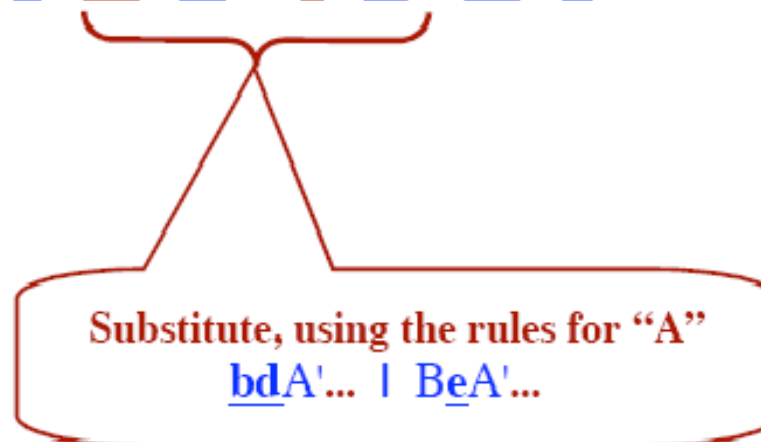 Substitute, using the rules for “A”
bdA'... | BeA'...